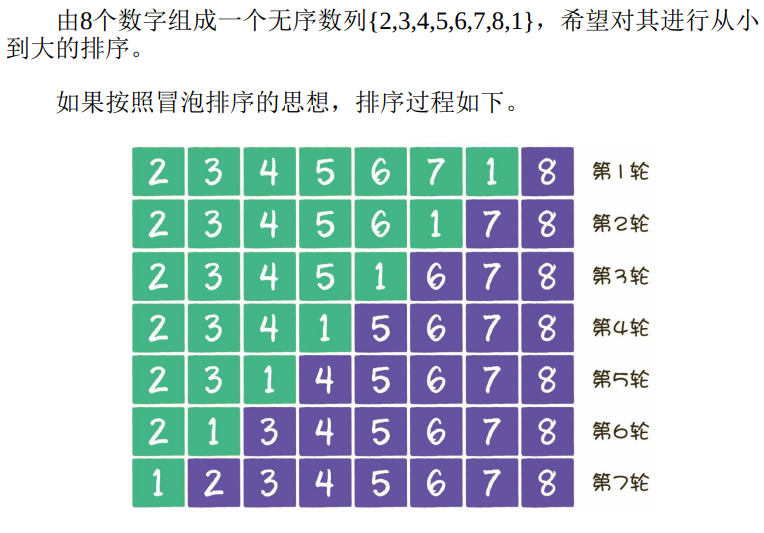 由8个数字组成一个无序数列{2,3,4,5,6,7,8,1}，希望对其进行从小
到大的排序。
如果按照冒泡排序的思想，排序过程如下。
2 3 4 5 6 7 1 8 第1轮
2 3 4 5 6 1 7 8 第2轮
2 3 4 5 1 6 7 8 第3轮
2 3 4 1 5 6 7 8 第4轮
2 3 1 4 5 6 7 8 第5轮
2 1 3 4 5 6 7 8 第6轮
1 2 3 4 5 6 7 8 第7轮